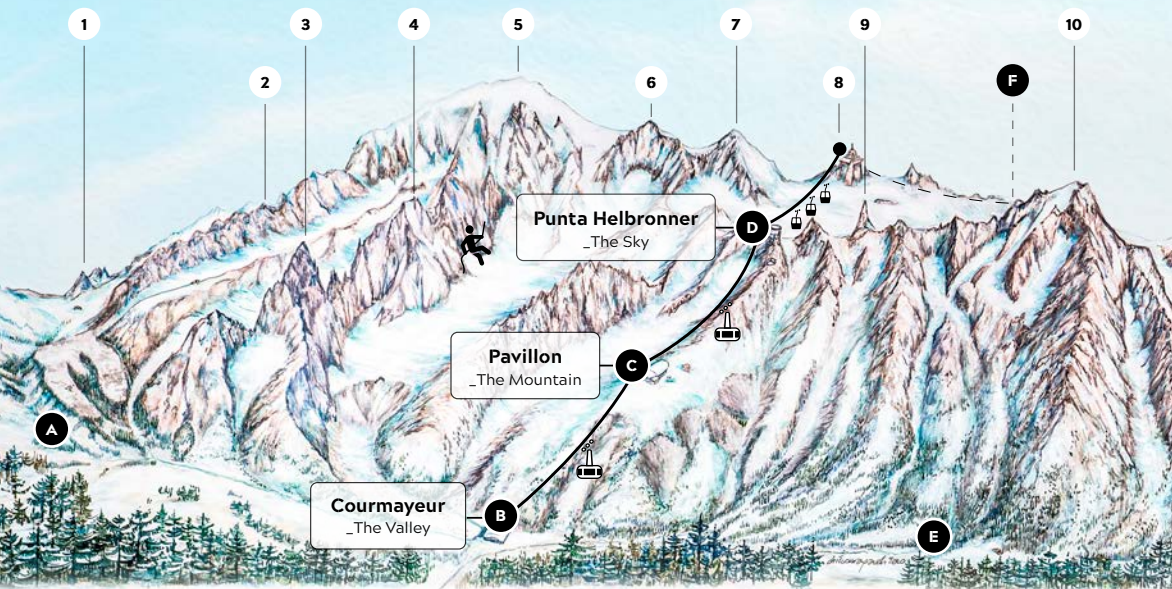 1
3
4
5
7
9
10
2
6
8
F
Punta Helbronner
_The Sky
D
Pavillon
_The Mountain
C
A
Courmayeur
_The Valley
B
E